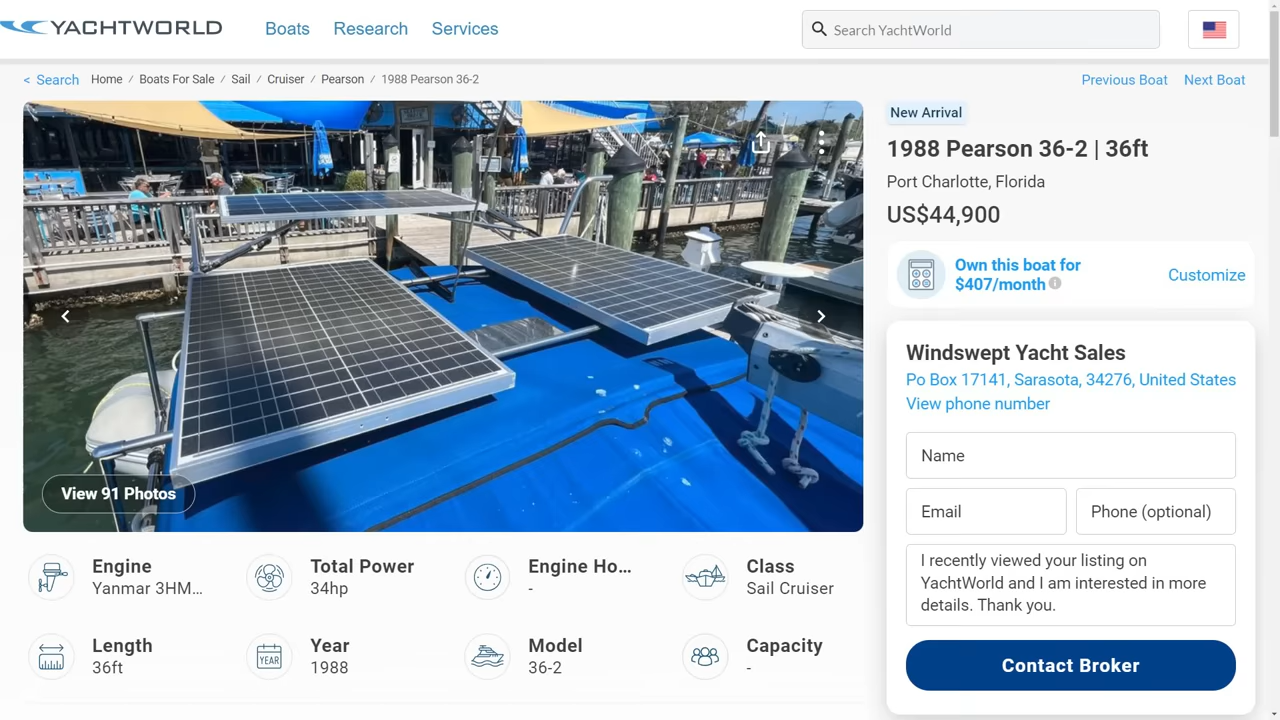 YACHTWORLD
Boats Research Services
Search YachtWorld
< Search Home / Boats For Sale / Sail / Cruiser / Pearson / 1988 Pearson 36-2
Previous Boat Next Boat
View 91 Photos
New Arrival
1988 Pearson 36-2 | 36ft
Port Charlotte, Florida
US$44,900
Own this boat for
$407/month
Customize
Windswept Yacht Sales
Po Box 17141, Sarasota, 34276, United States
View phone number
Name
Email Phone (optional)
I recently viewed your listing on
YachtWorld and I am interested in more
details. Thank you.
Contact Broker
Engine
Yanmar 3HM...
Total Power
34hp
Engine Ho...
-
Class
Sail Cruiser
Length
36ft
YEAR
Year
1988
Model
36-2
Capacity
-